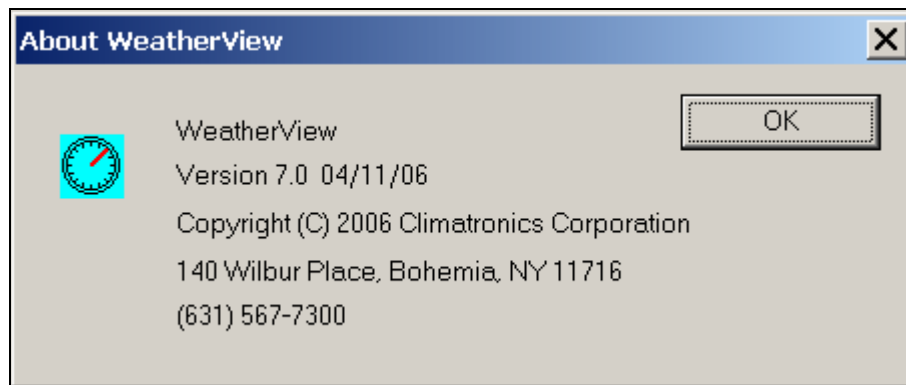 About WeatherView
OK
WeatherView
Version 7.0 04/11/06
Copyright (C) 2006 Climatronics Corporation
140 Wilbur Place, Bohemia, NY 11716
(631) 567-7300